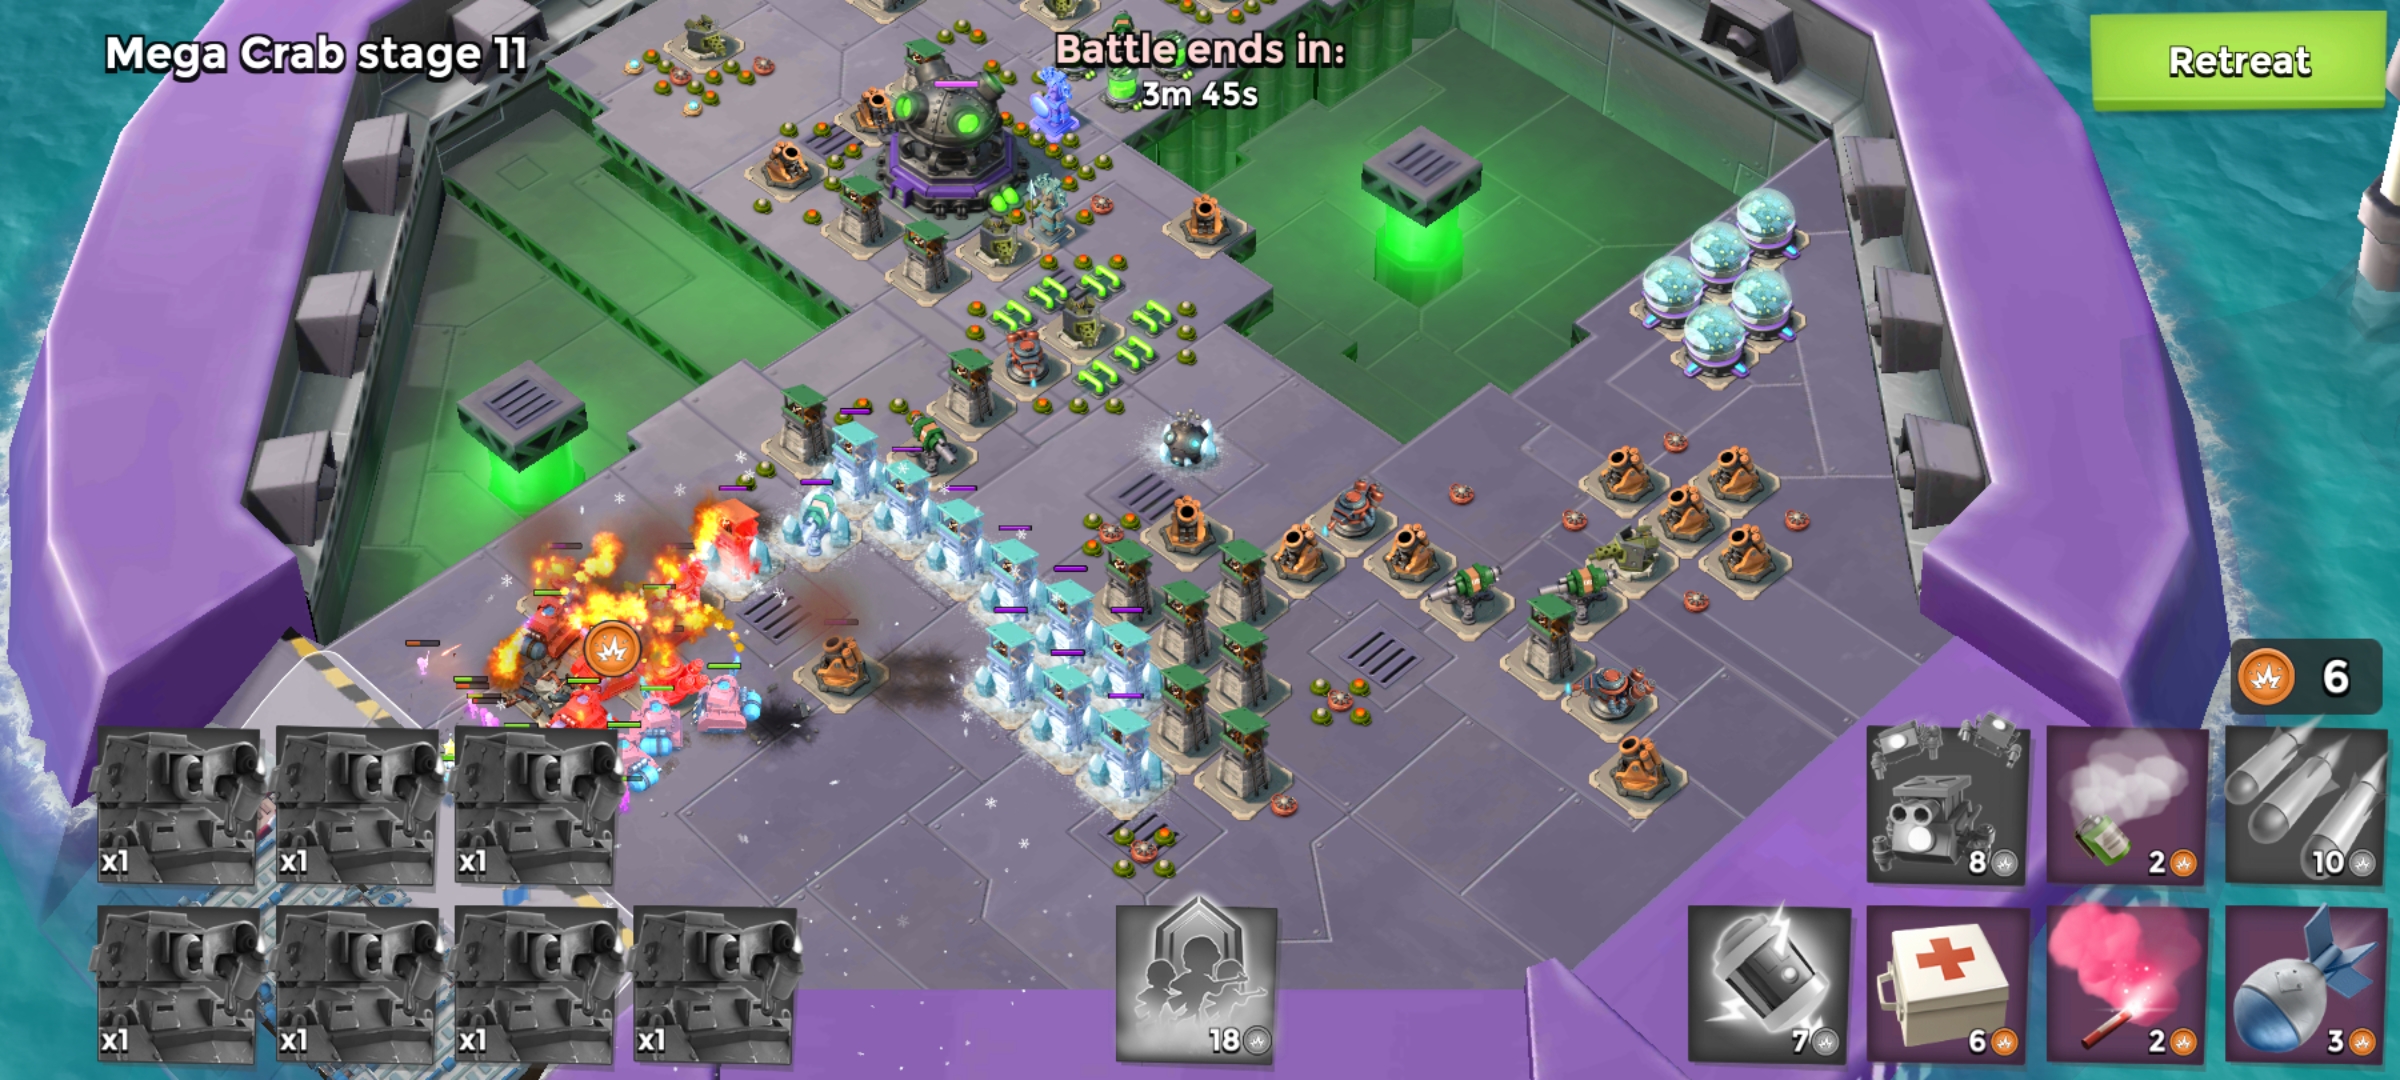 Mega Crab stage 11
Battle ends in:
3m 45s
Retreat
6
8
2
10
x1
x1
x1
x1
x1
x1
x1
18
7
6
2
3